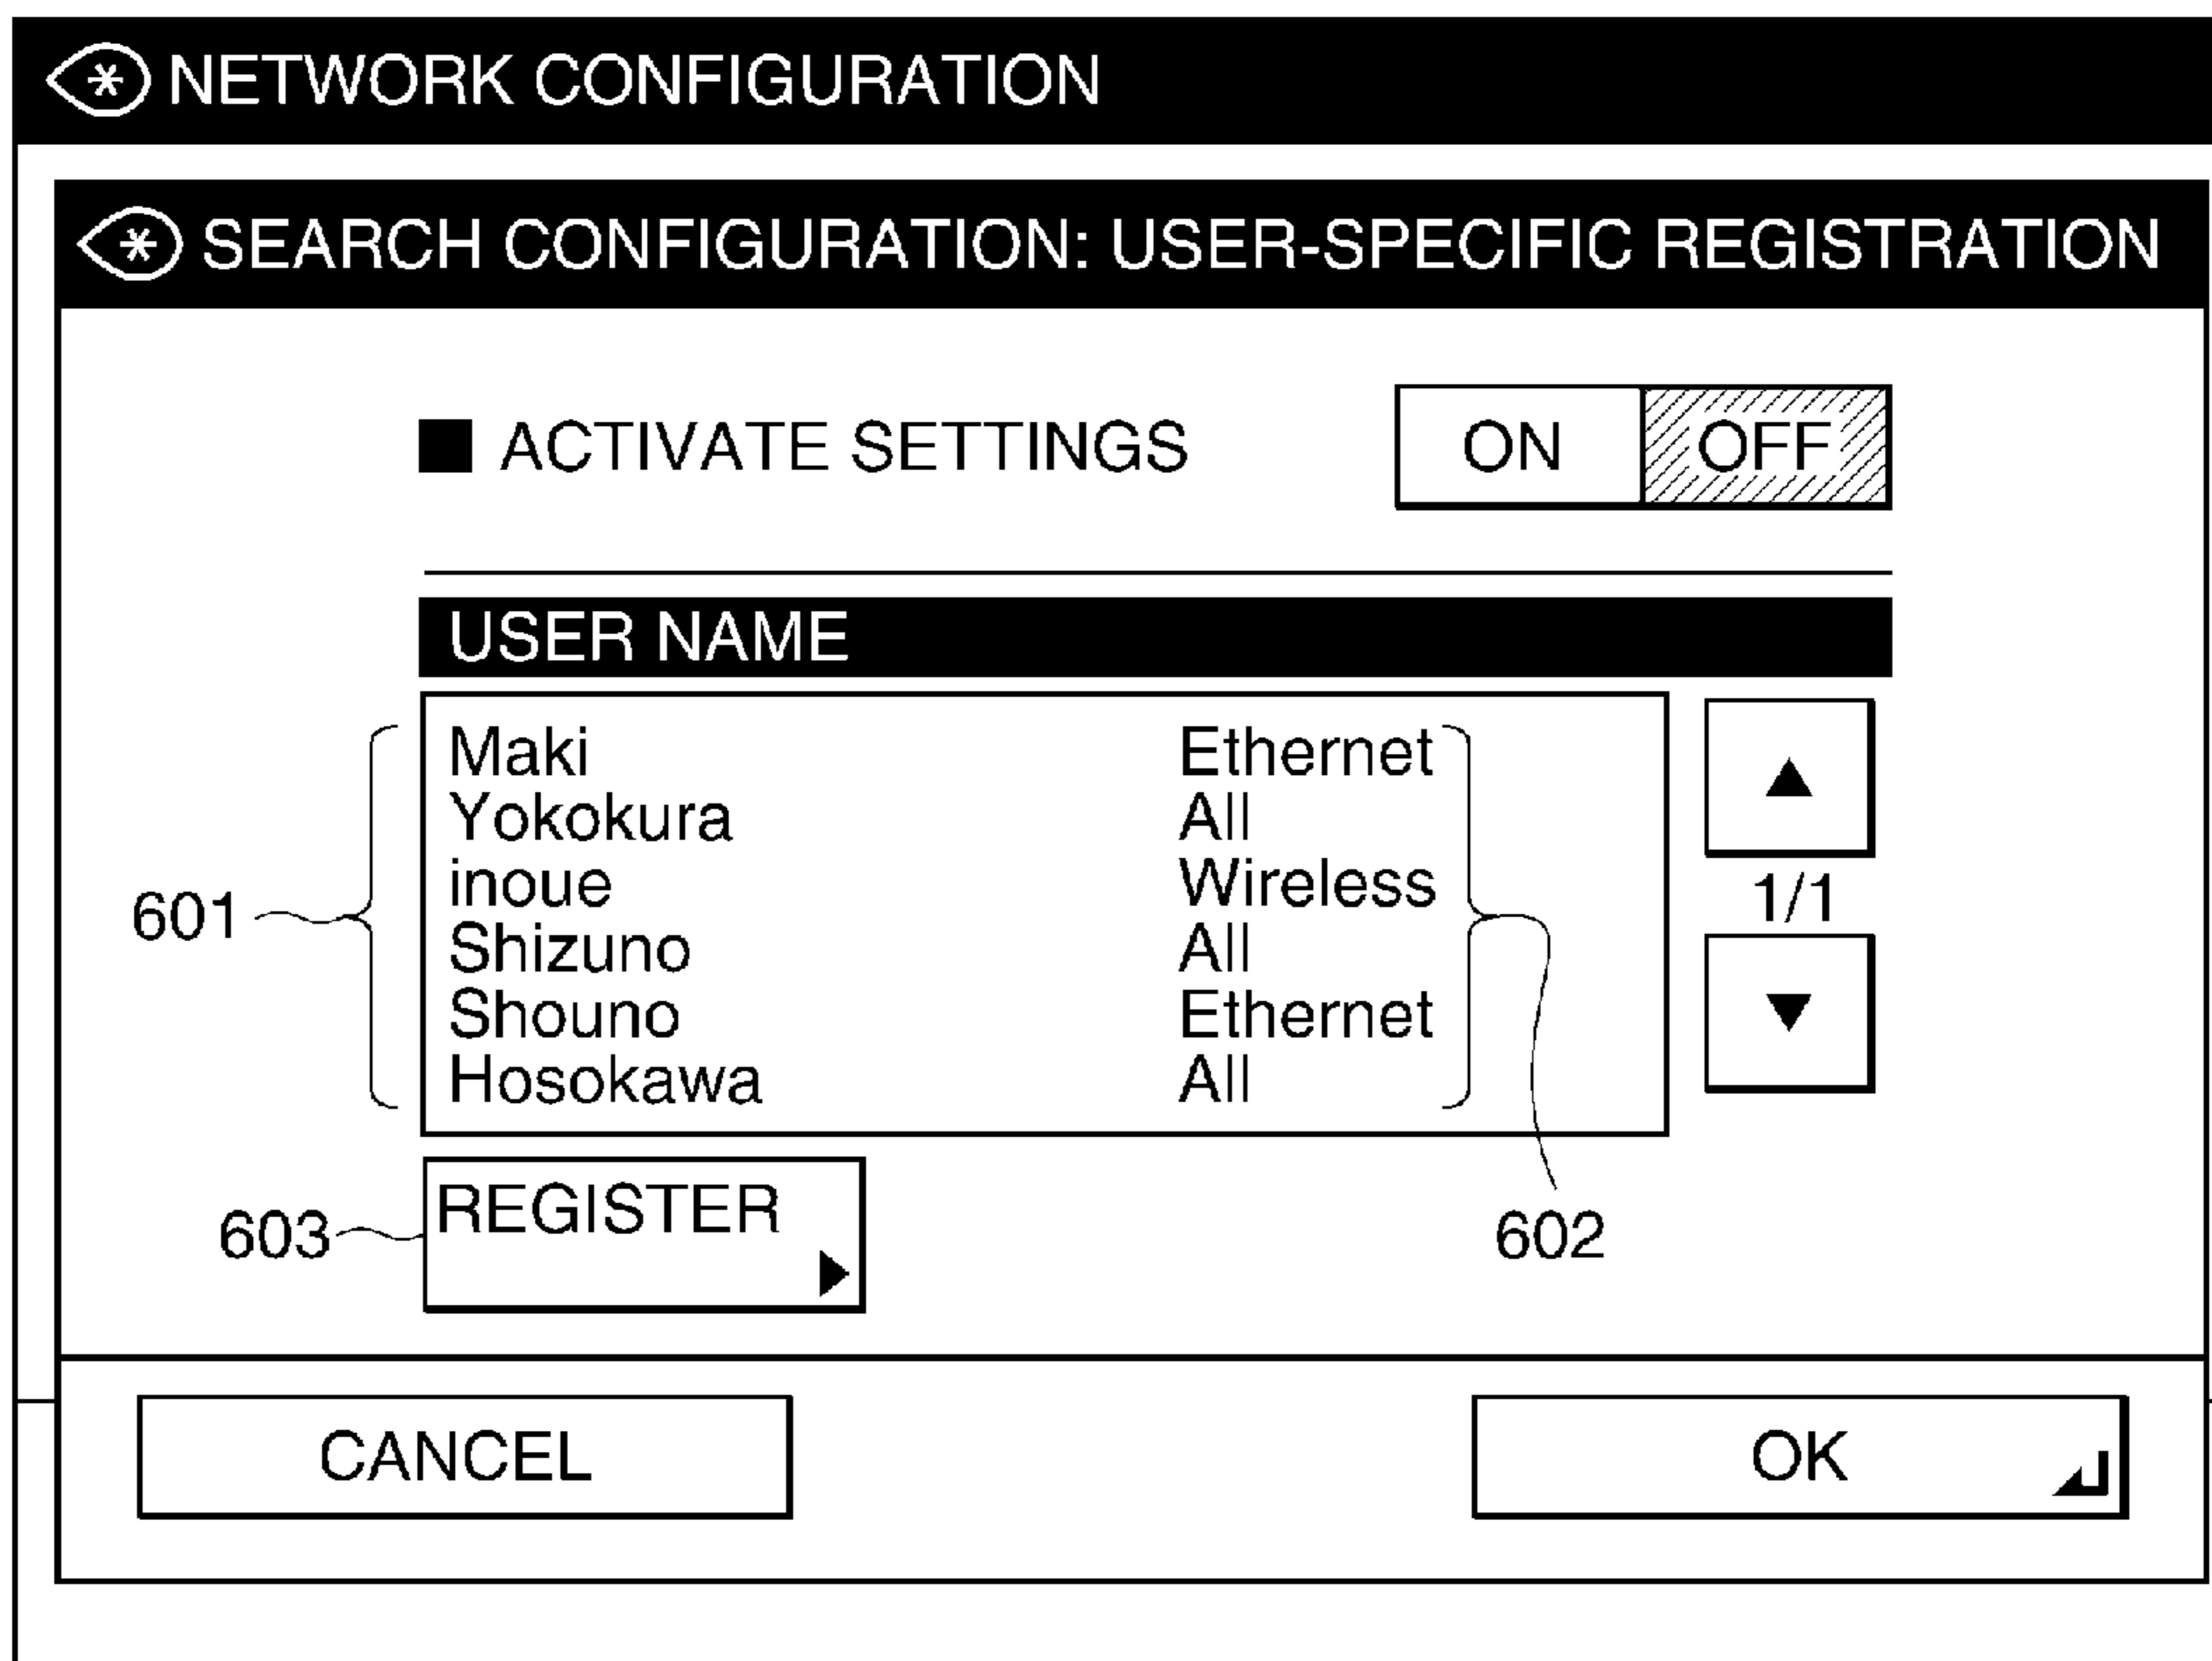 NETWORK CONFIGURATION
SEARCH CONFIGURATION: USER-SPECIFIC REGISTRATION
ACTIVATE SETTINGS ON OFF
USER NAME
Maki Ethernet
Yokokura All
inoue Wireless
601 1/1
Shizuno All
Shouno Ethernet
Hosokawa All
REGISTER
603 602
CANCEL OK